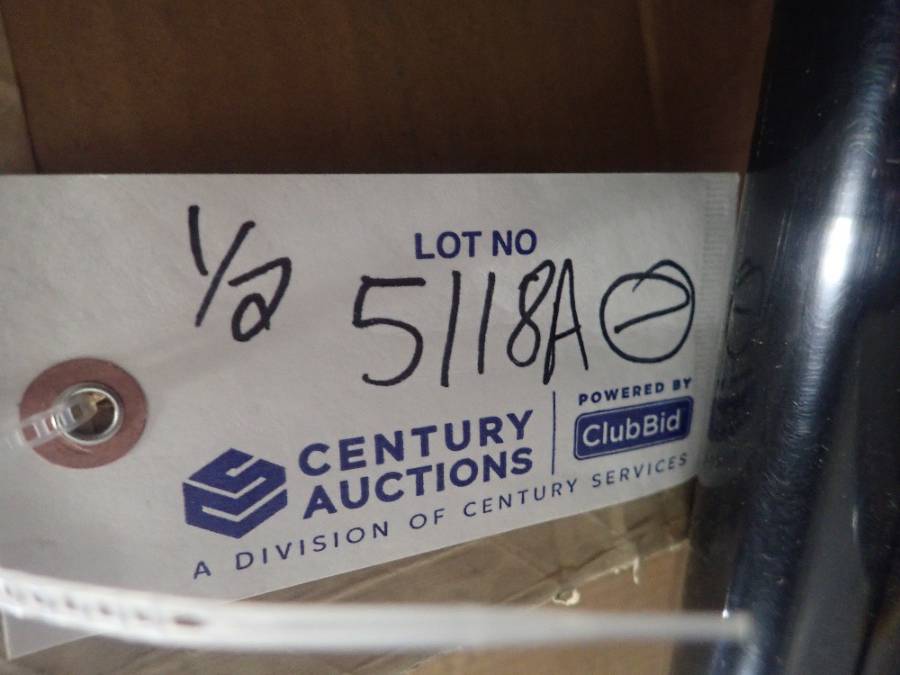 1/2
LOT NO
5118A
CENTURY AUCTIONS
POWERED BY
ClubBid
A DIVISION OF CENTURY SERVICES